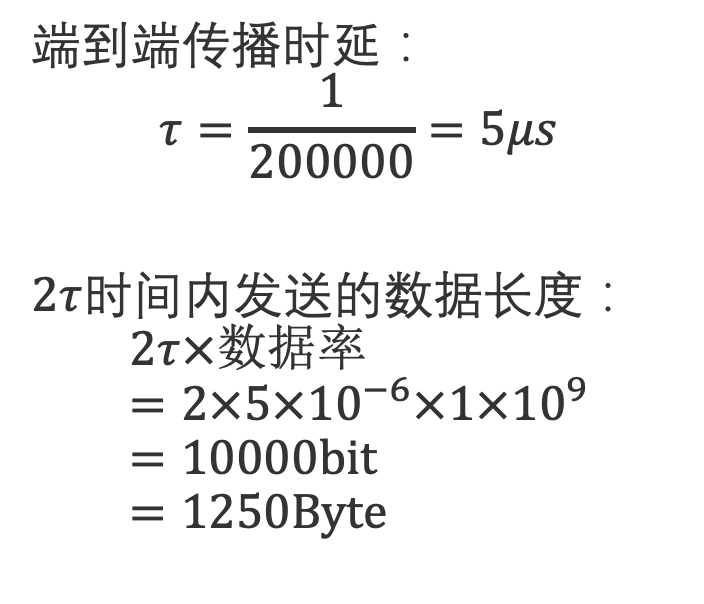 端到端传播时延：
τ = 1/200000 = 5μs
2τ时间内发送的数据长度：
2τ×数据率
= 2×5×10⁻⁶×1×10⁹
= 10000bit
= 1250Byte